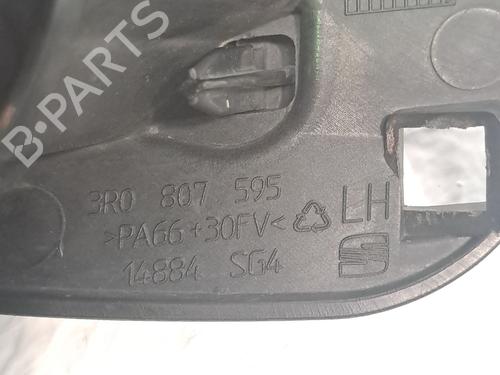 B-PARTS
3R0 807 595
>PA66+30FV<
LH
14884 SG4